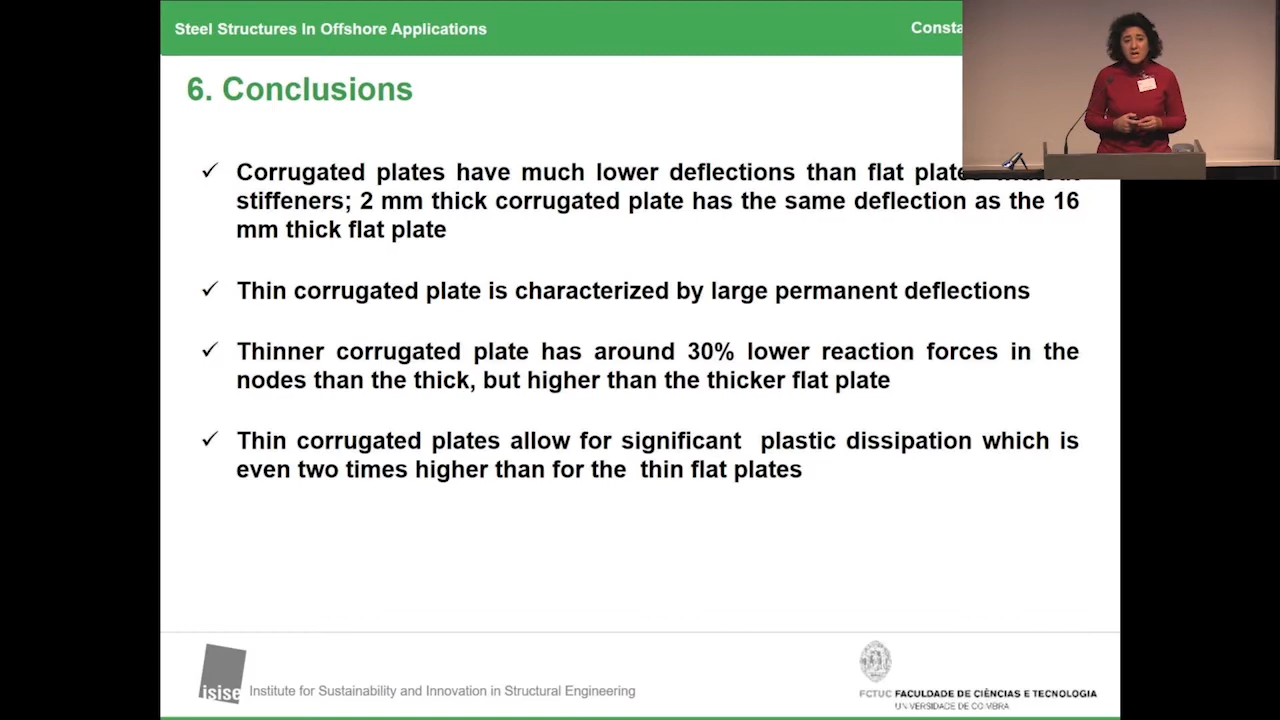 Steel Structures In Offshore Applications
6. Conclusions
✓ Corrugated plates have much lower deflections than flat
stiffeners; 2 mm thick corrugated plate has the same deflection as the 16
mm thick flat plate
✓ Thin corrugated plate is characterized by large permanent deflections
✓ Thinner corrugated plate has around 30% lower reaction forces in the
nodes than the thick, but higher than the thicker flat plate
✓ Thin corrugated plates allow for significant plastic dissipation which is
even two times higher than for the thin flat plates
isise Institute for Sustainability and Innovation in Structural Engineering
FCTUC FACULDADE DE CIÊNCIAS E TECNOLOGIA
UNIVERSIDADE DE COIMBRA